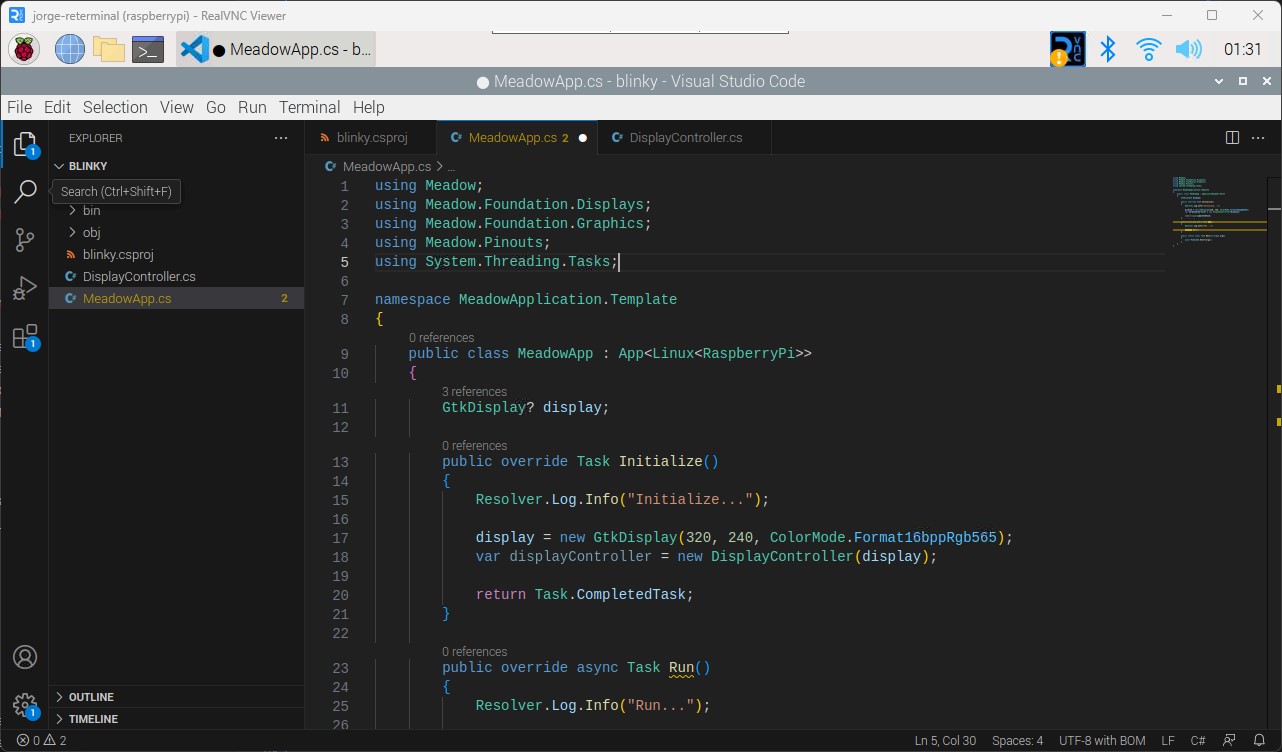 jorge-reterminal (raspberrypi) - RealVNC Viewer
MeadowApp.cs - b...
01:31
MeadowApp.cs - blinky - Visual Studio Code
File Edit Selection View Go Run Terminal Help
EXPLORER
blinky.csproj
MeadowApp.cs 2
DisplayController.cs
BLINKY
Search (Ctrl+Shift+F)
bin
obj
blinky.csproj
DisplayController.cs
MeadowApp.cs 2
OUTLINE
TIMELINE
1
1
1
MeadowApp.cs > ...
1 using Meadow;
2 using Meadow.Foundation.Displays;
3 using Meadow.Foundation.Graphics;
4 using Meadow.Pinouts;
5 using System.Threading.Tasks;
6
7 namespace MeadowApplication.Template
8 {
0 references
9 public class MeadowApp : App<Linux<RaspberryPi>>
10 {
3 references
11 GtkDisplay? display;
12
0 references
13 public override Task Initialize()
14 {
15 Resolver.Log.Info("Initialize...");
16
17 display = new GtkDisplay(320, 240, ColorMode.Format16bppRgb565);
18 var displayController = new DisplayController(display);
19
20 return Task.CompletedTask;
21 }
22
0 references
23 public override async Task Run()
24 {
25 Resolver.Log.Info("Run...");
26
0 2
Ln 5, Col 30 Spaces: 4 UTF-8 with BOM LF C#